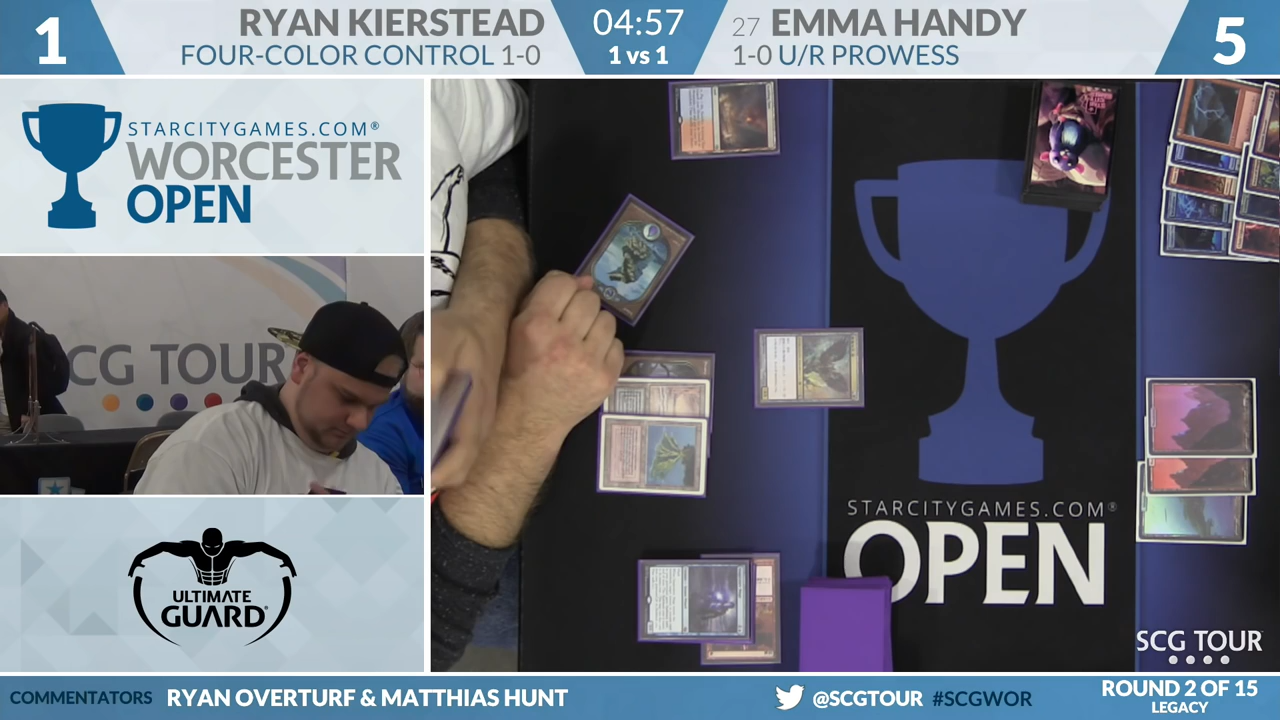 1
RYAN KIERSTEAD
FOUR-COLOR CONTROL 1-0
04:57
1 vs 1
27 EMMA HANDY
1-0 U/R PROWESS
5
STARCITYGAMES.COM®
WORCESTER
OPEN
SCG TOUR
ULTIMATE
GUARD®
STARCITYGAMES.COM®
OPEN
SCG TOUR
COMMENTATORS RYAN OVERTURF & MATTHIAS HUNT
@SCGTOUR #SCGWOR
ROUND 2 OF 15
LEGACY